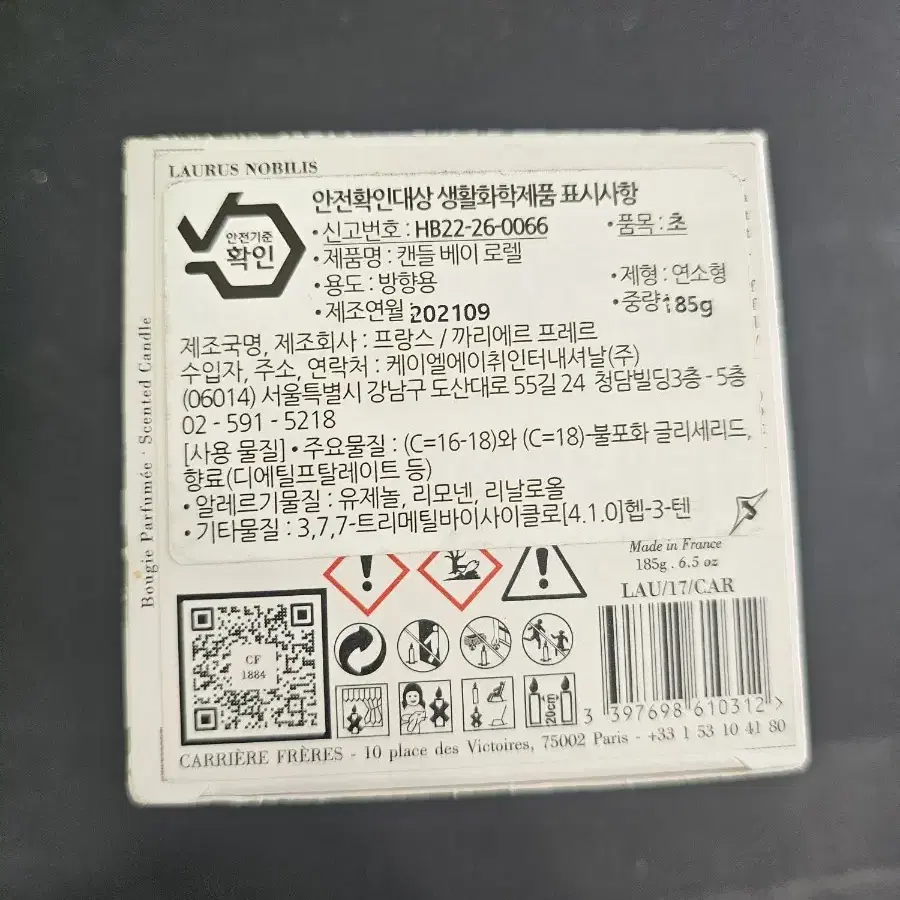 LAURUS NOBILIS
안전기준
확인
안전확인대상 생활화학제품 표시사항
• 신고번호 : HB22-26-0066 • 품목 : 초
• 제품명 : 캔들 베이 로렐
• 용도 : 방향용 • 제형 : 연소형
• 제조연월 202109 • 중량 185g
제조국명, 제조회사 : 프랑스 / 까리에르 프레르
수입자, 주소, 연락처 : 케이엘에이취인터내셔날(주)
(06014) 서울특별시 강남구 도산대로 55길 24 청담빌딩3층 - 5층
02 - 591 - 5218
[사용 물질] • 주요물질 : (C=16-18)와 (C=18)-불포화 글리세리드,
향료(디에틸프탈레이트 등)
• 알레르기물질 : 유제놀, 리모넨, 리날로올
• 기타물질 : 3,7,7-트리메틸바이사이클로[4.1.0]헵-3-텐
Bougie Parfumée · Scented Candle
Made in France
185g . 6.5 oz
LAU/17/CAR
CF
1884
20cm
3 397698 610312 >
CARRIÈRE FRÈRES - 10 place des Victoires, 75002 Paris - +33 1 53 10 41 80